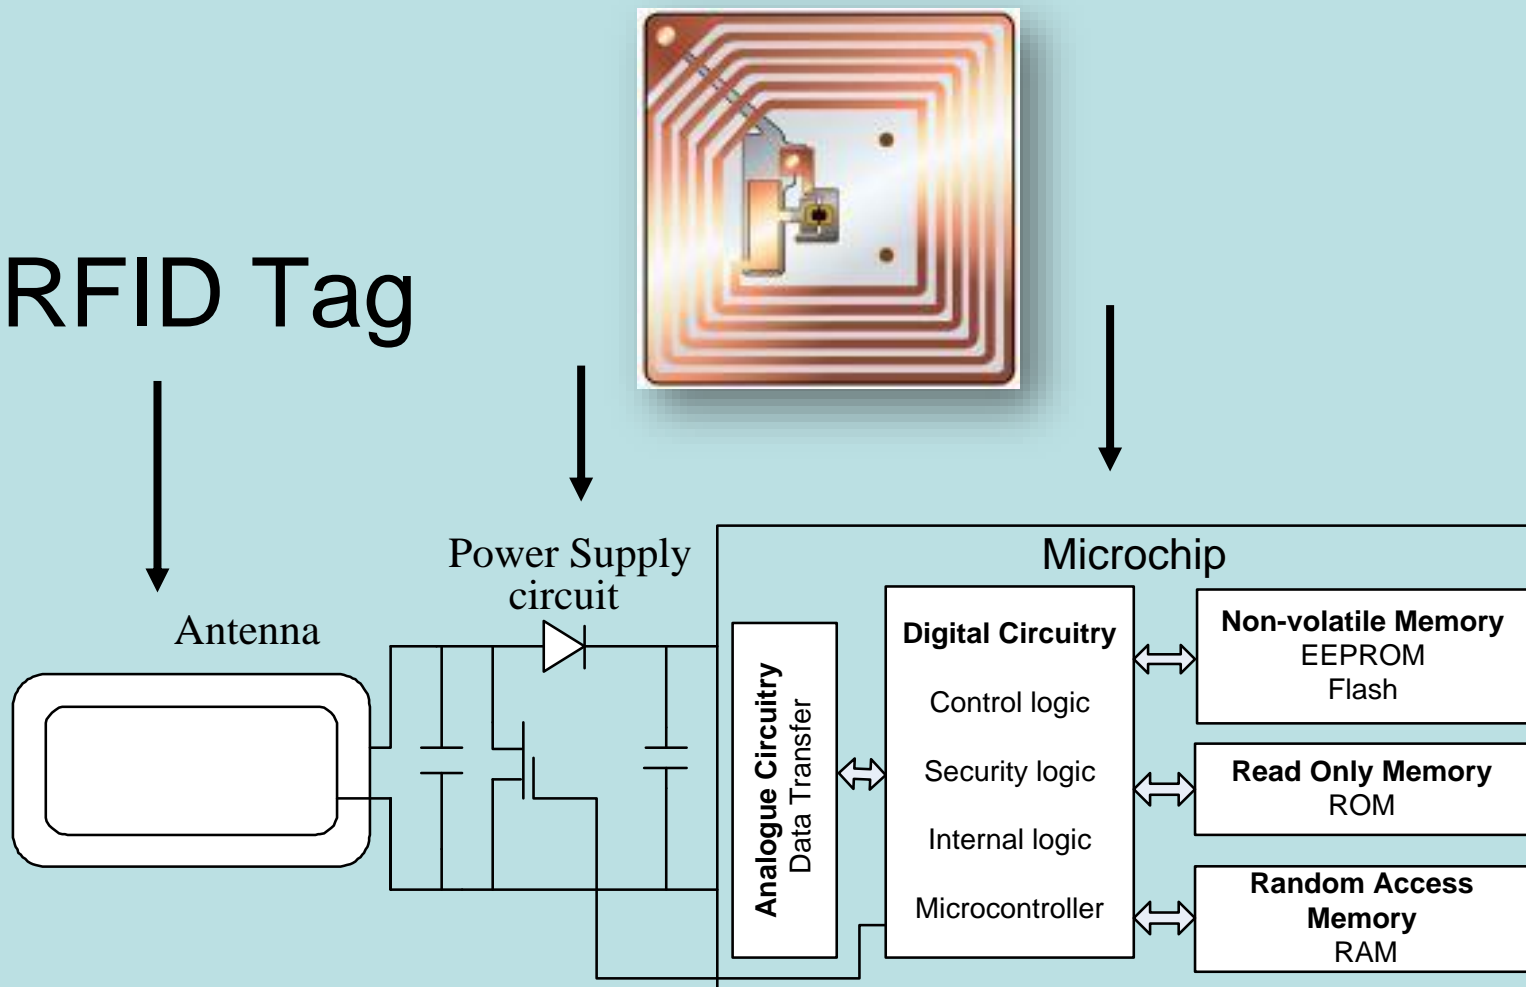 RFID Tag
Antenna
Power Supply
circuit
Microchip
Analogue Circuitry
Data Transfer
Digital Circuitry
Control logic
Security logic
Internal logic
Microcontroller
Non-volatile Memory
EEPROM
Flash
Read Only Memory
ROM
Random Access
Memory
RAM